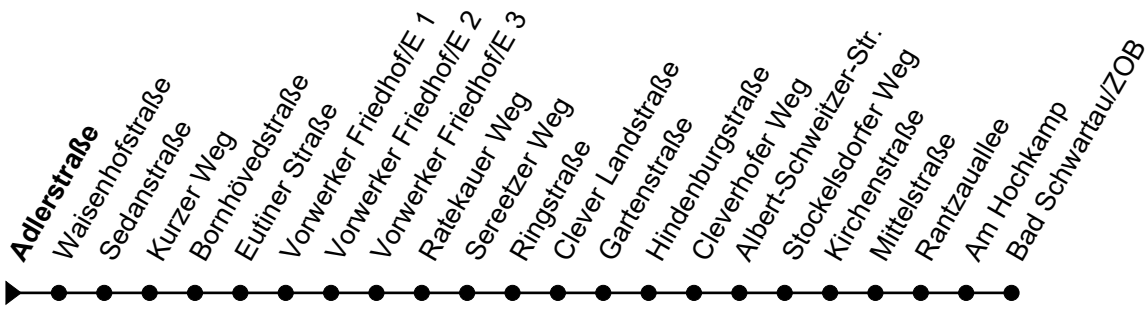 Adlerstraße
Waisenhofstraße
Sedanstraße
Kurzer Weg
Bornhövedstraße
Eutiner Straße
Vorwerker Friedhof/E 1
Vorwerker Friedhof/E 2
Vorwerker Friedhof/E 3
Ratekauer Weg
Sereetzer Weg
Ringstraße
Clever Landstraße
Gartenstraße
Hindenburgstraße
Cleverhofer Weg
Albert-Schweitzer-Str.
Stockelsdorfer Weg
Kirchenstraße
Mittelstraße
Rantzauallee
Am Hochkamp
Bad Schwartau/ZOB